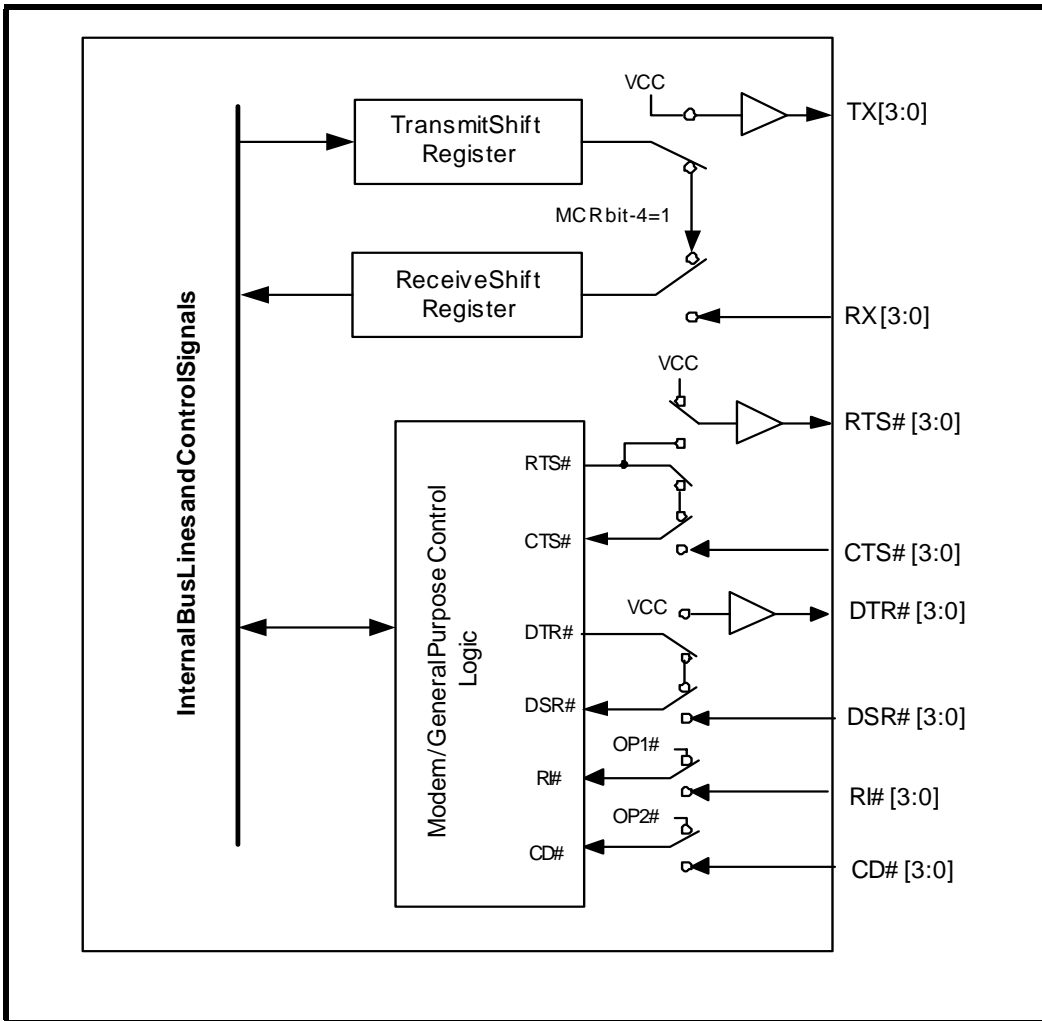 VCC
TX[3:0]
TransmitShift
Register
MCRbit-4=1
ReceiveShift
Register
RX[3:0]
InternalBusLinesandControlSignals
VCC
RTS# [3:0]
RTS#
CTS#
CTS# [3:0]
Modem/GeneralPurpose Control
Logic
VCC
DTR# [3:0]
DTR#
DSR#
DSR# [3:0]
OP1#
RI#
RI# [3:0]
OP2#
CD#
CD# [3:0]